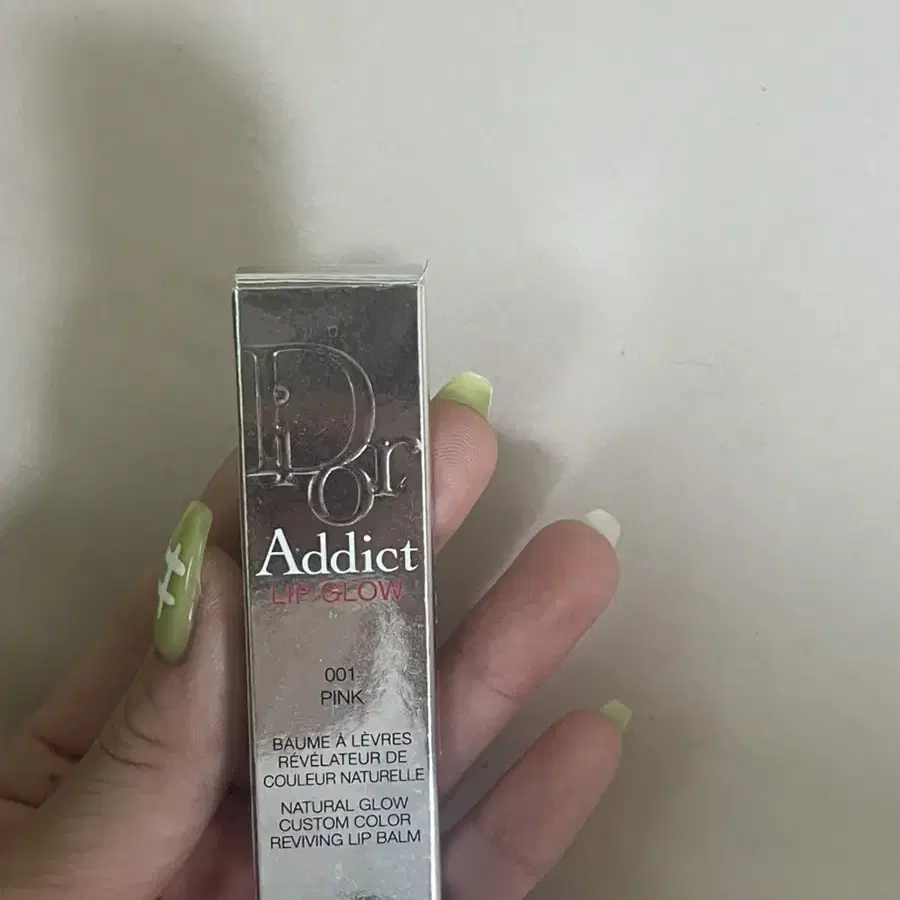 Dior
Addict
LIP GLOW
001
PINK
BAUME À LÈVRES
RÉVÉLATEUR DE
COULEUR NATURELLE
NATURAL GLOW
CUSTOM COLOR
REVIVING LIP BALM